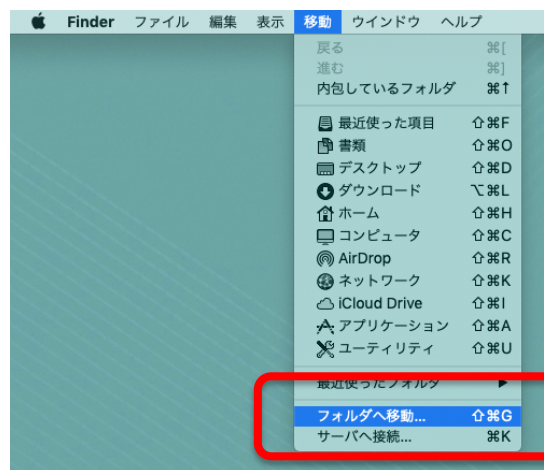 Finder ファイル 編集 表示 移動 ウインドウ ヘルプ
戻る ⌘[
進む ⌘]
内包しているフォルダ ⌘↑
最近使った項目 ⇧⌘F
書類 ⇧⌘O
デスクトップ ⇧⌘D
ダウンロード ⌥⌘L
ホーム ⇧⌘H
コンピュータ ⇧⌘C
AirDrop ⇧⌘R
ネットワーク ⇧⌘K
iCloud Drive ⇧⌘I
アプリケーション ⇧⌘A
ユーティリティ ⇧⌘U
最近使ったフォルダ ▶
フォルダへ移動... ⇧⌘G
サーバへ接続... ⌘K